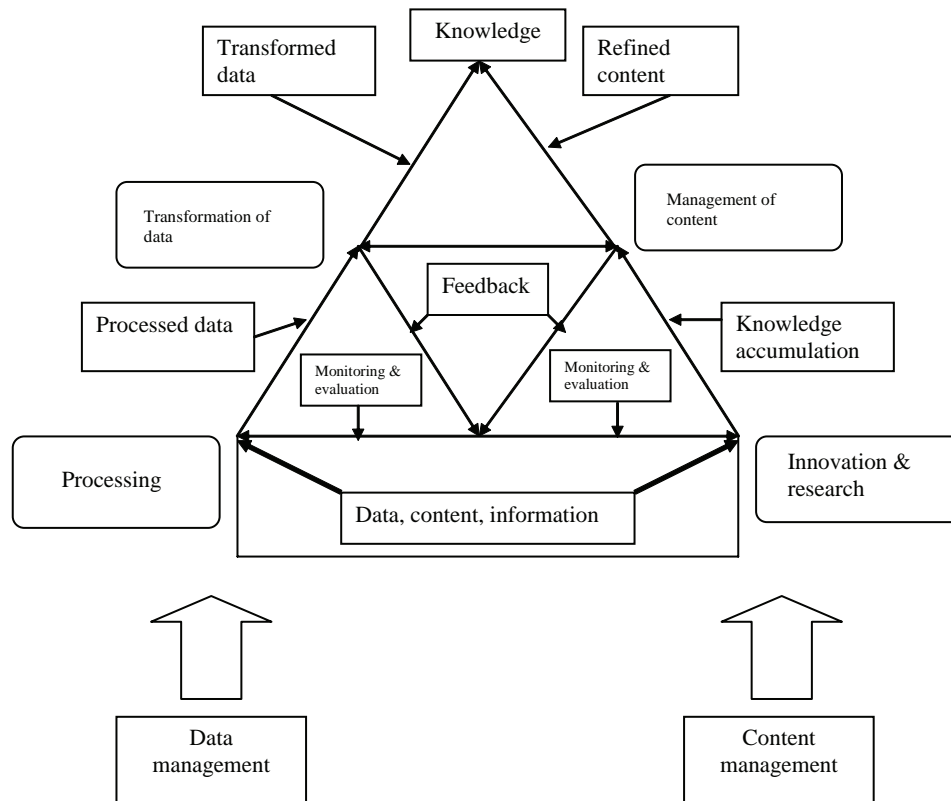 Transformed
data
Knowledge
Refined
content
Transformation of
data
Management of
content
Feedback
Processed data
Knowledge
accumulation
Monitoring &
evaluation
Monitoring &
evaluation
Processing
Innovation &
research
Data, content, information
Data
management
Content
management